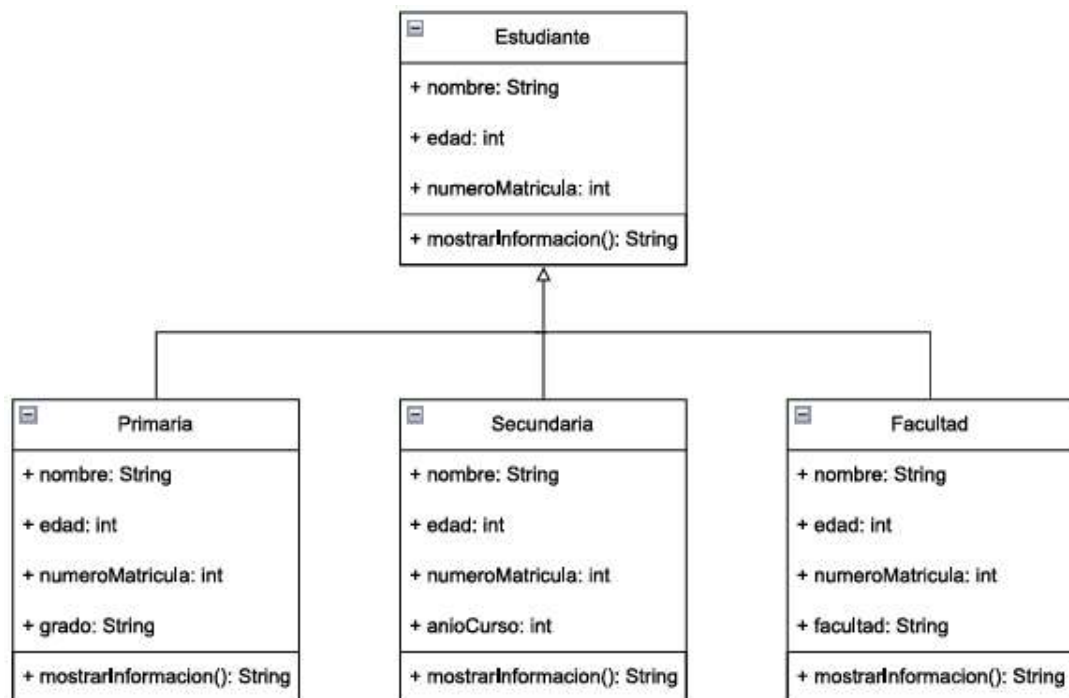 Estudiante
+ nombre: String
+ edad: int
+ numeroMatricula: int
+ mostrarInformacion(): String
Primaria
+ nombre: String
+ edad: int
+ numeroMatricula: int
+ grado: String
+ mostrarInformacion(): String
Secundaria
+ nombre: String
+ edad: int
+ numeroMatricula: int
+ anioCurso: int
+ mostrarInformacion(): String
Facultad
+ nombre: String
+ edad: int
+ numeroMatricula: int
+ facultad: String
+ mostrarInformacion(): String